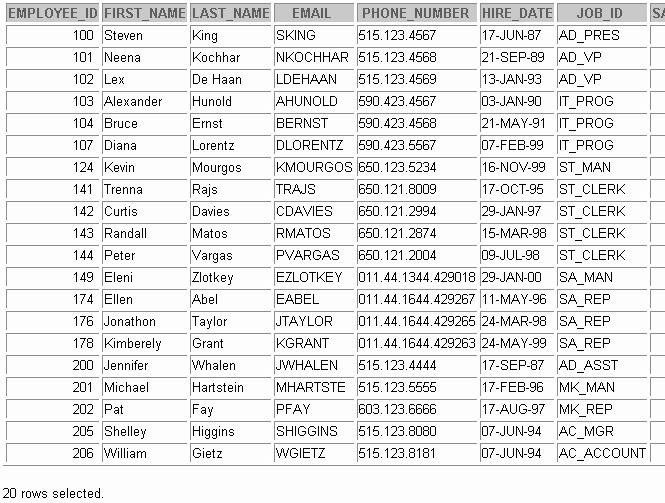 EMPLOYEE_ID FIRST_NAME LAST_NAME EMAIL PHONE_NUMBER HIRE_DATE JOB_ID SA
100 Steven King SKING 515.123.4567 17-JUN-87 AD_PRES
101 Neena Kochhar NKOCHHAR 515.123.4568 21-SEP-89 AD_VP
102 Lex De Haan LDEHAAN 515.123.4569 13-JAN-93 AD_VP
103 Alexander Hunold AHUNOLD 590.423.4567 03-JAN-90 IT_PROG
104 Bruce Ernst BERNST 590.423.4568 21-MAY-91 IT_PROG
107 Diana Lorentz DLORENTZ 590.423.5567 07-FEB-99 IT_PROG
124 Kevin Mourgos KMOURGOS 650.123.5234 16-NOV-99 ST_MAN
141 Trenna Rajs TRAJS 650.121.8009 17-OCT-95 ST_CLERK
142 Curtis Davies CDAVIES 650.121.2994 29-JAN-97 ST_CLERK
143 Randall Matos RMATOS 650.121.2874 15-MAR-98 ST_CLERK
144 Peter Vargas PVARGAS 650.121.2004 09-JUL-98 ST_CLERK
149 Eleni Zlotkey EZLOTKEY 011.44.1344.429018 29-JAN-00 SA_MAN
174 Ellen Abel EABEL 011.44.1644.429267 11-MAY-96 SA_REP
176 Jonathon Taylor JTAYLOR 011.44.1644.429265 24-MAR-98 SA_REP
178 Kimberely Grant KGRANT 011.44.1644.429263 24-MAY-99 SA_REP
200 Jennifer Whalen JWHALEN 515.123.4444 17-SEP-87 AD_ASST
201 Michael Hartstein MHARTSTE 515.123.5555 17-FEB-96 MK_MAN
202 Pat Fay PFAY 603.123.6666 17-AUG-97 MK_REP
205 Shelley Higgins SHIGGINS 515.123.8080 07-JUN-94 AC_MGR
206 William Gietz WGIETZ 515.123.8181 07-JUN-94 AC_ACCOUNT
20 rows selected.